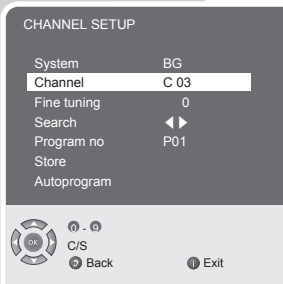 CHANNEL SETUP
System BG
Channel C 03
Fine tuning 0
Search ◀ ▶
Program no P01
Store
Autoprogram
0 - 9
OK C/S
Back i Exit